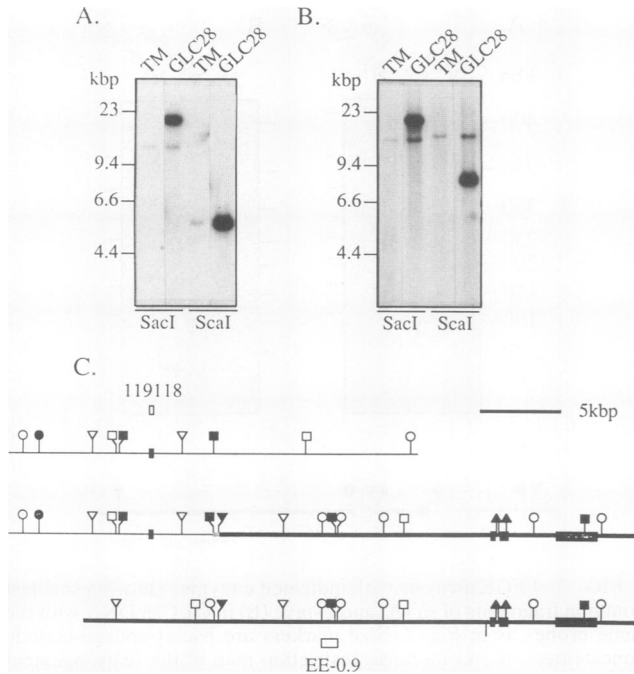 A.
B.
TM GLC28 TM GLC28
TM GLC28 TM GLC28
kbp
kbp
23
23
9.4
9.4
6.6
6.6
4.4
4.4
SacI ScaI
SacI ScaI
C.
119118
5kbp
EE-0.9